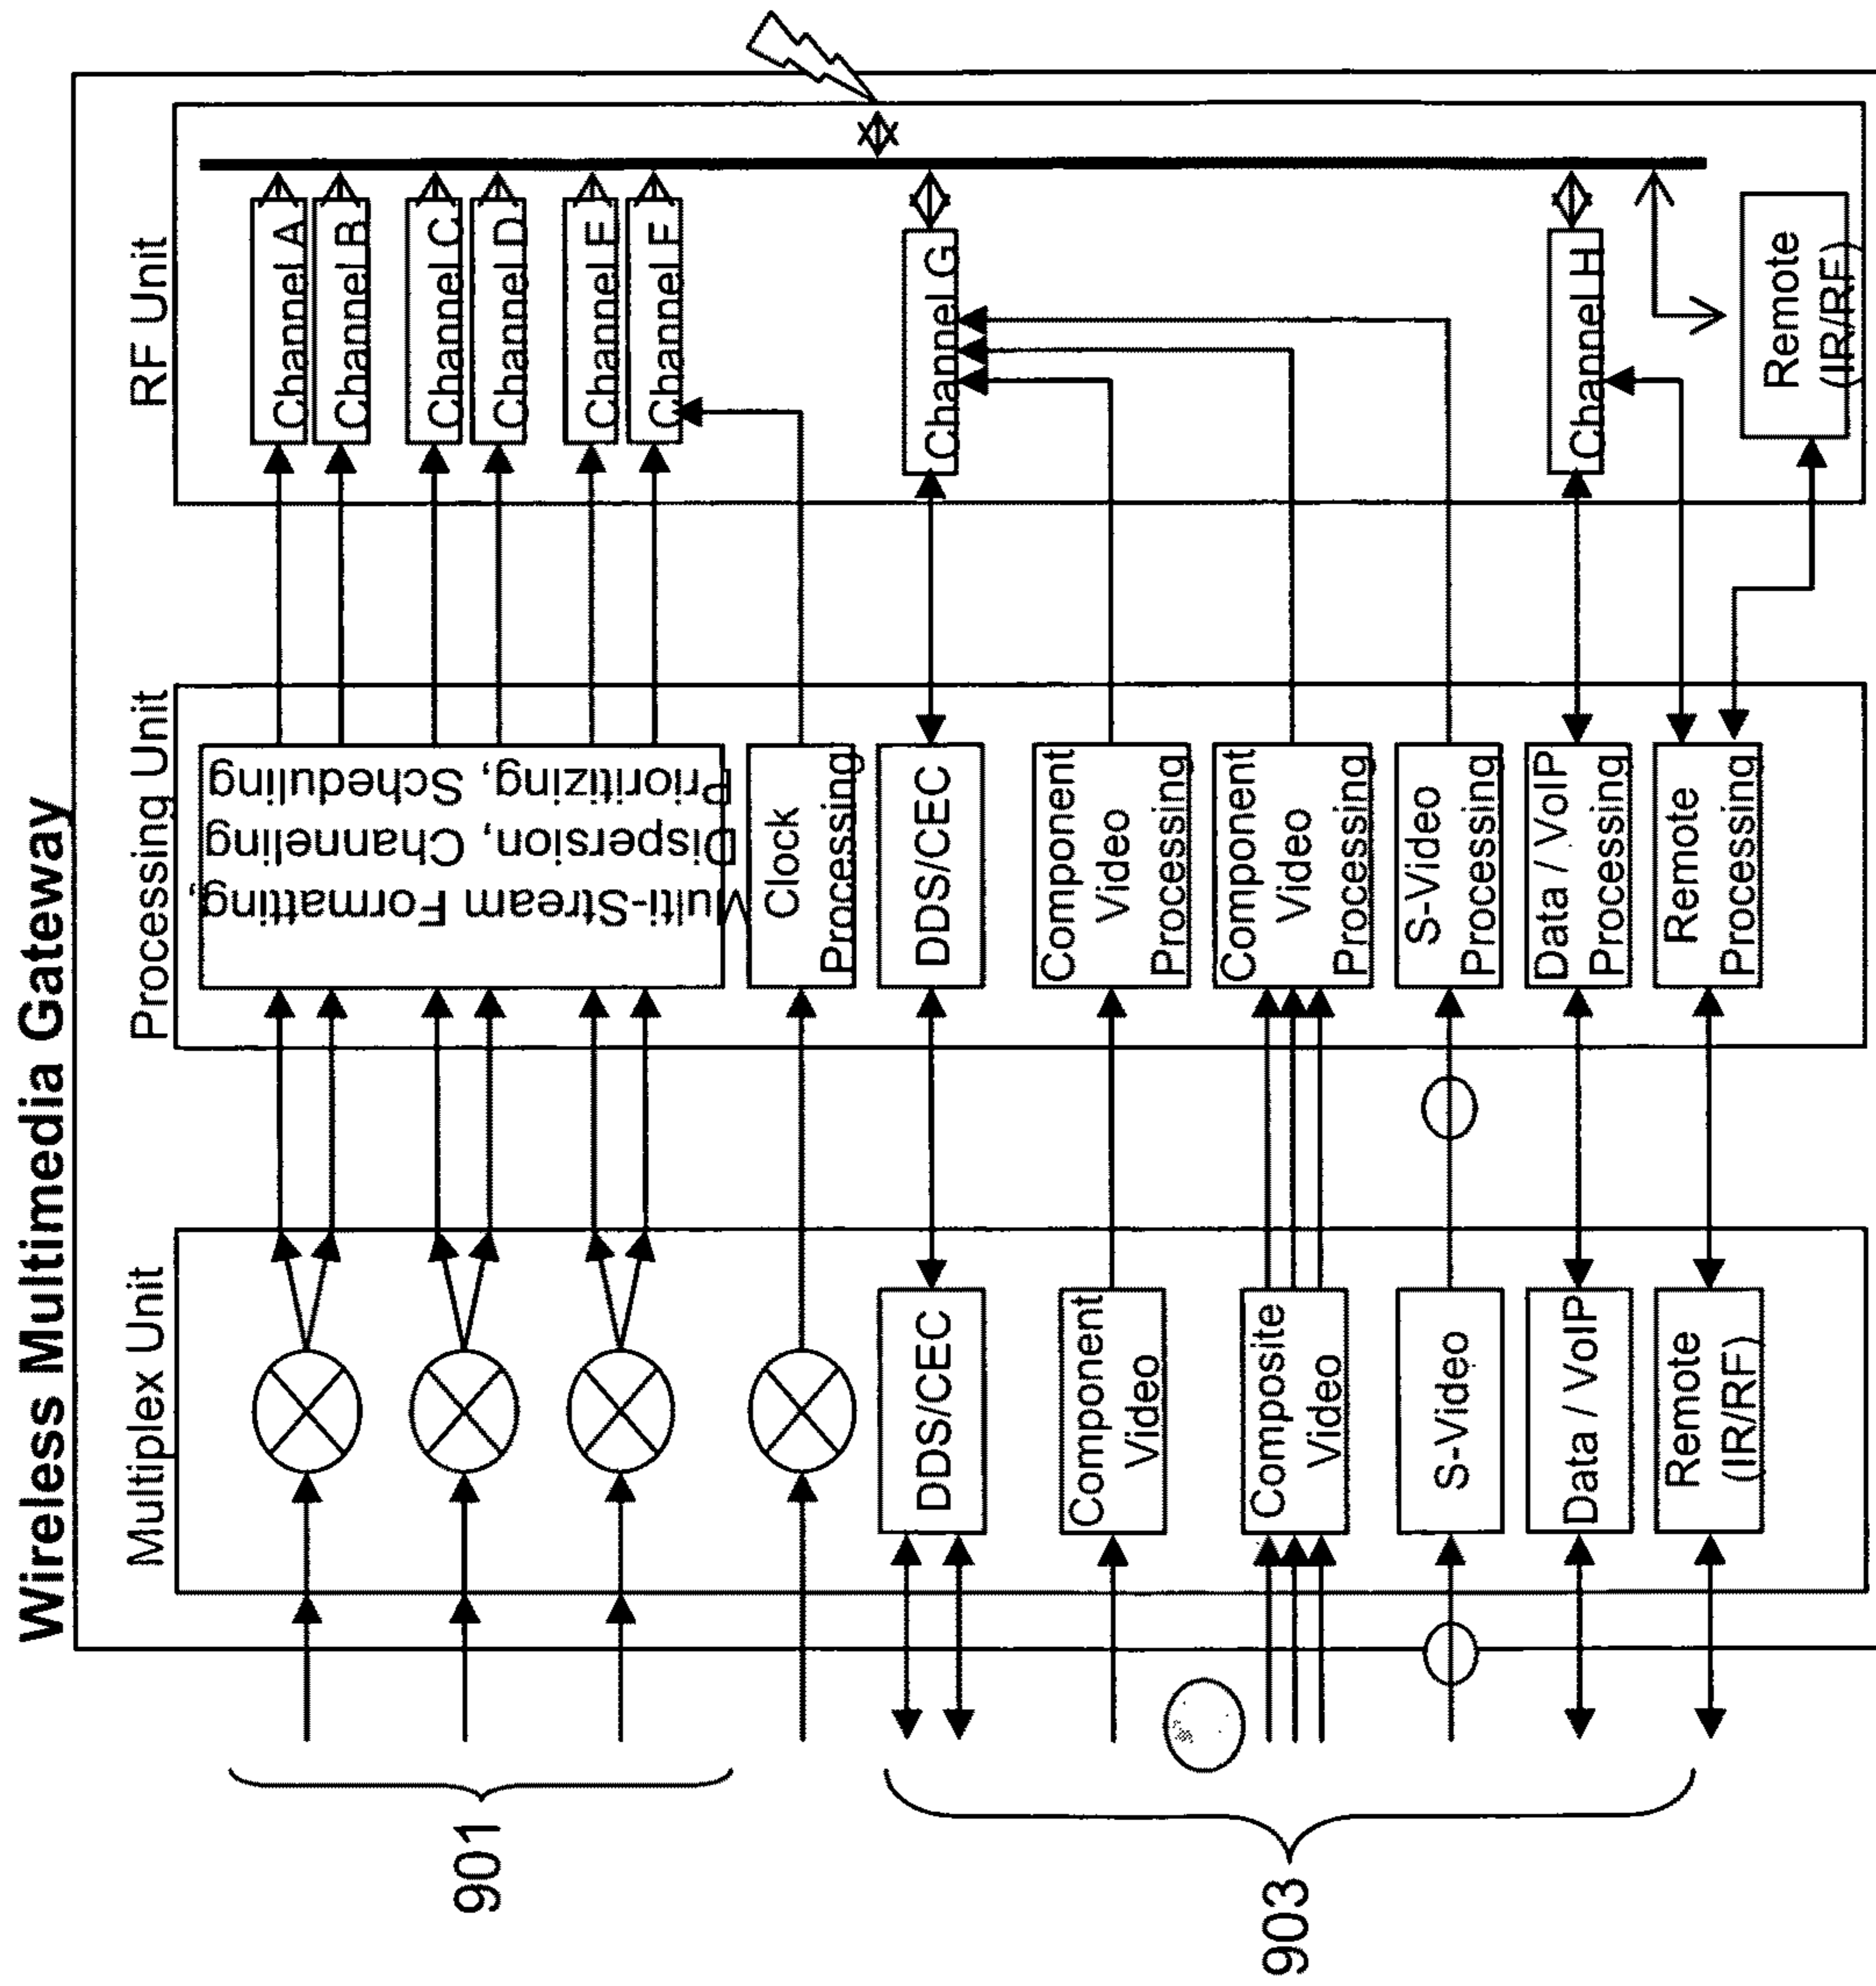 Wireless Multimedia Gateway
Multiplex Unit
Processing Unit
RF Unit
901
903
DDS/CEC
Component
Video
Composite
Video
S-Video
Data / VoIP
Remote
(IR/RF)
Multi-Stream Formatting,
Dispersion, Channeling
Prioritizing, Scheduling
Clock
Processing
DDS/CEC
Component
Video
Processing
Component
Video
Processing
S-Video
Processing
Data / VoIP
Processing
Remote
Processing
Channel A
Channel B
Channel C
Channel D
Channel E
Channel F
Channel G
Channel H
Remote
(IR/RF)